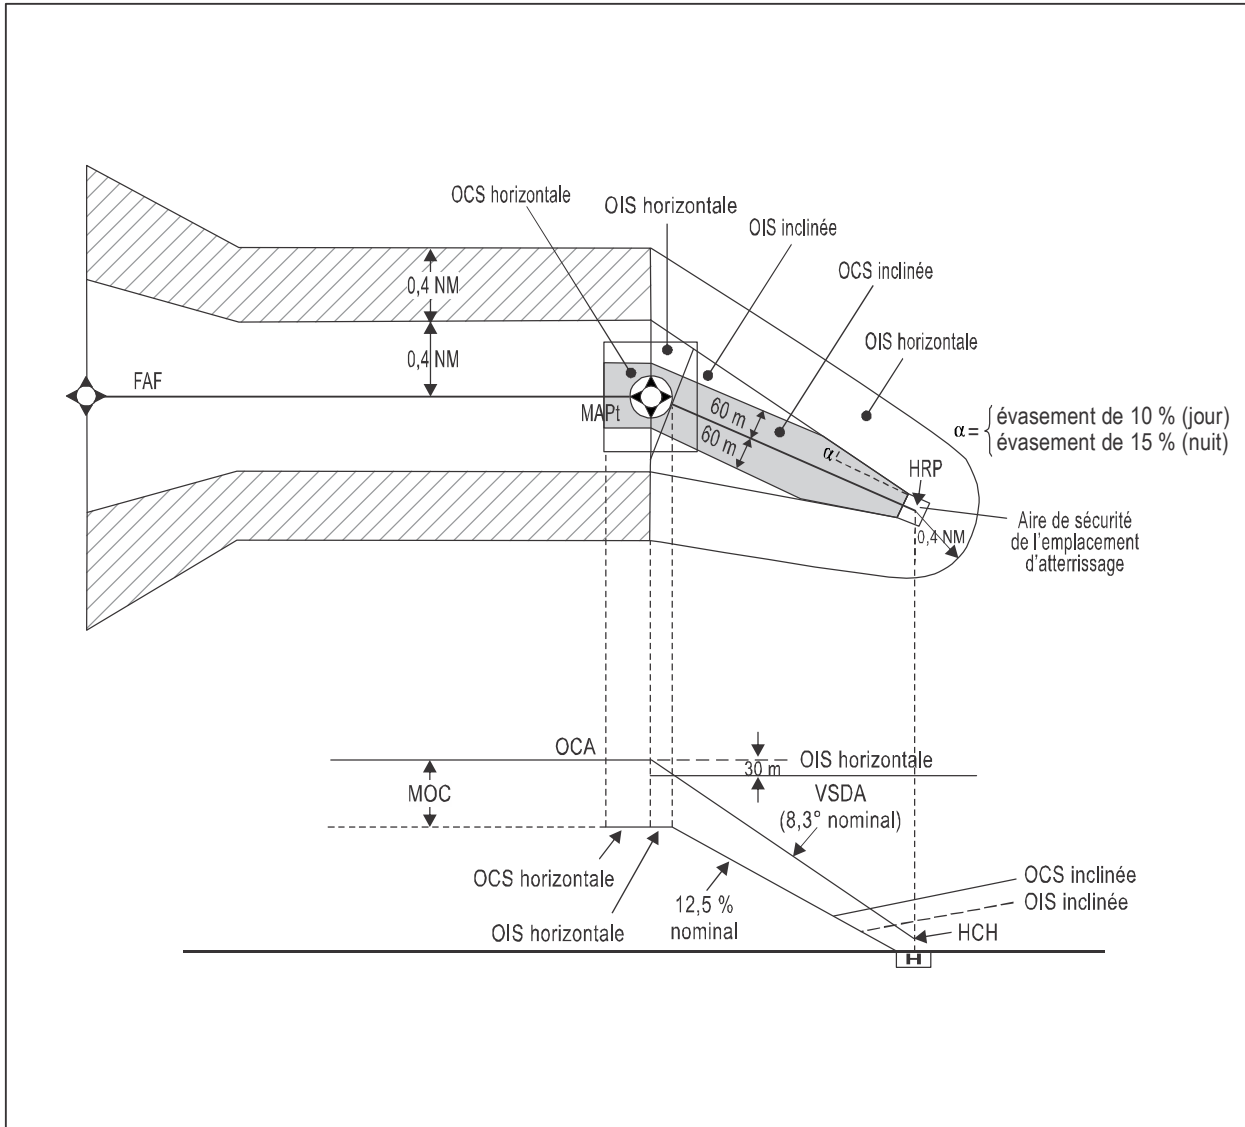 OCS horizontale
OIS horizontale
OIS inclinée
OCS inclinée
OIS horizontale
0,4 NM
0,4 NM
FAF
MAPt
60 m
60 m
α
HRP
α = évasement de 10 % (jour)
évasement de 15 % (nuit)
Aire de sécurité
de l'emplacement
d'atterrissage
0,4 NM
OCA
OIS horizontale
30 m
MOC
VSDA
(8,3° nominal)
OCS horizontale
OIS horizontale
12,5 %
nominal
OCS inclinée
OIS inclinée
HCH
H